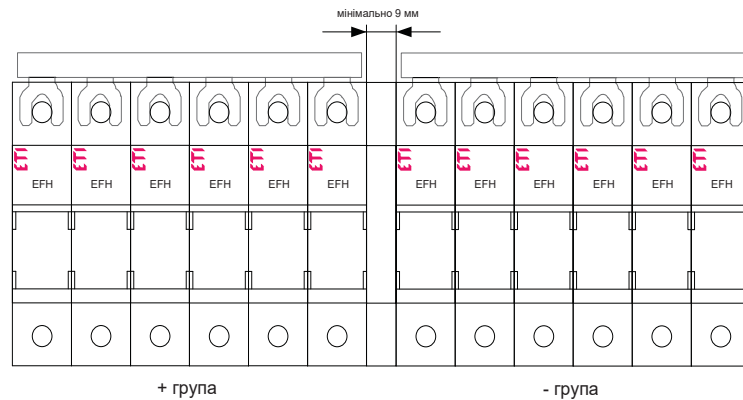 мінімально 9 мм
ETI ETI ETI ETI ETI ETI ETI ETI ETI ETI ETI ETI
EFH EFH EFH EFH EFH EFH EFH EFH EFH EFH EFH EFH
+ група - група